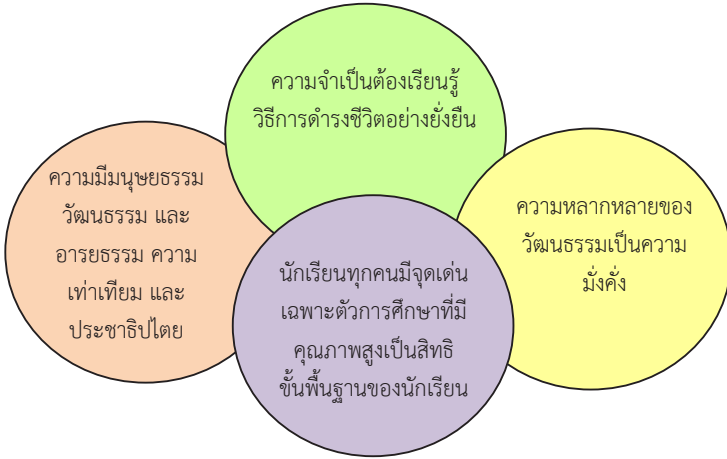 ความจำเป็นต้องเรียนรู้
วิธีการดำรงชีวิตอย่างยั่งยืน
ความมีมนุษยธรรม
วัฒนธรรม และ
อารยธรรม ความ
เท่าเทียม และ
ประชาธิปไตย
ความหลากหลายของ
วัฒนธรรมเป็นความ
มั่งคั่ง
นักเรียนทุกคนมีจุดเด่น
เฉพาะตัวการศึกษาที่มี
คุณภาพสูงเป็นสิทธิ
ขั้นพื้นฐานของนักเรียน